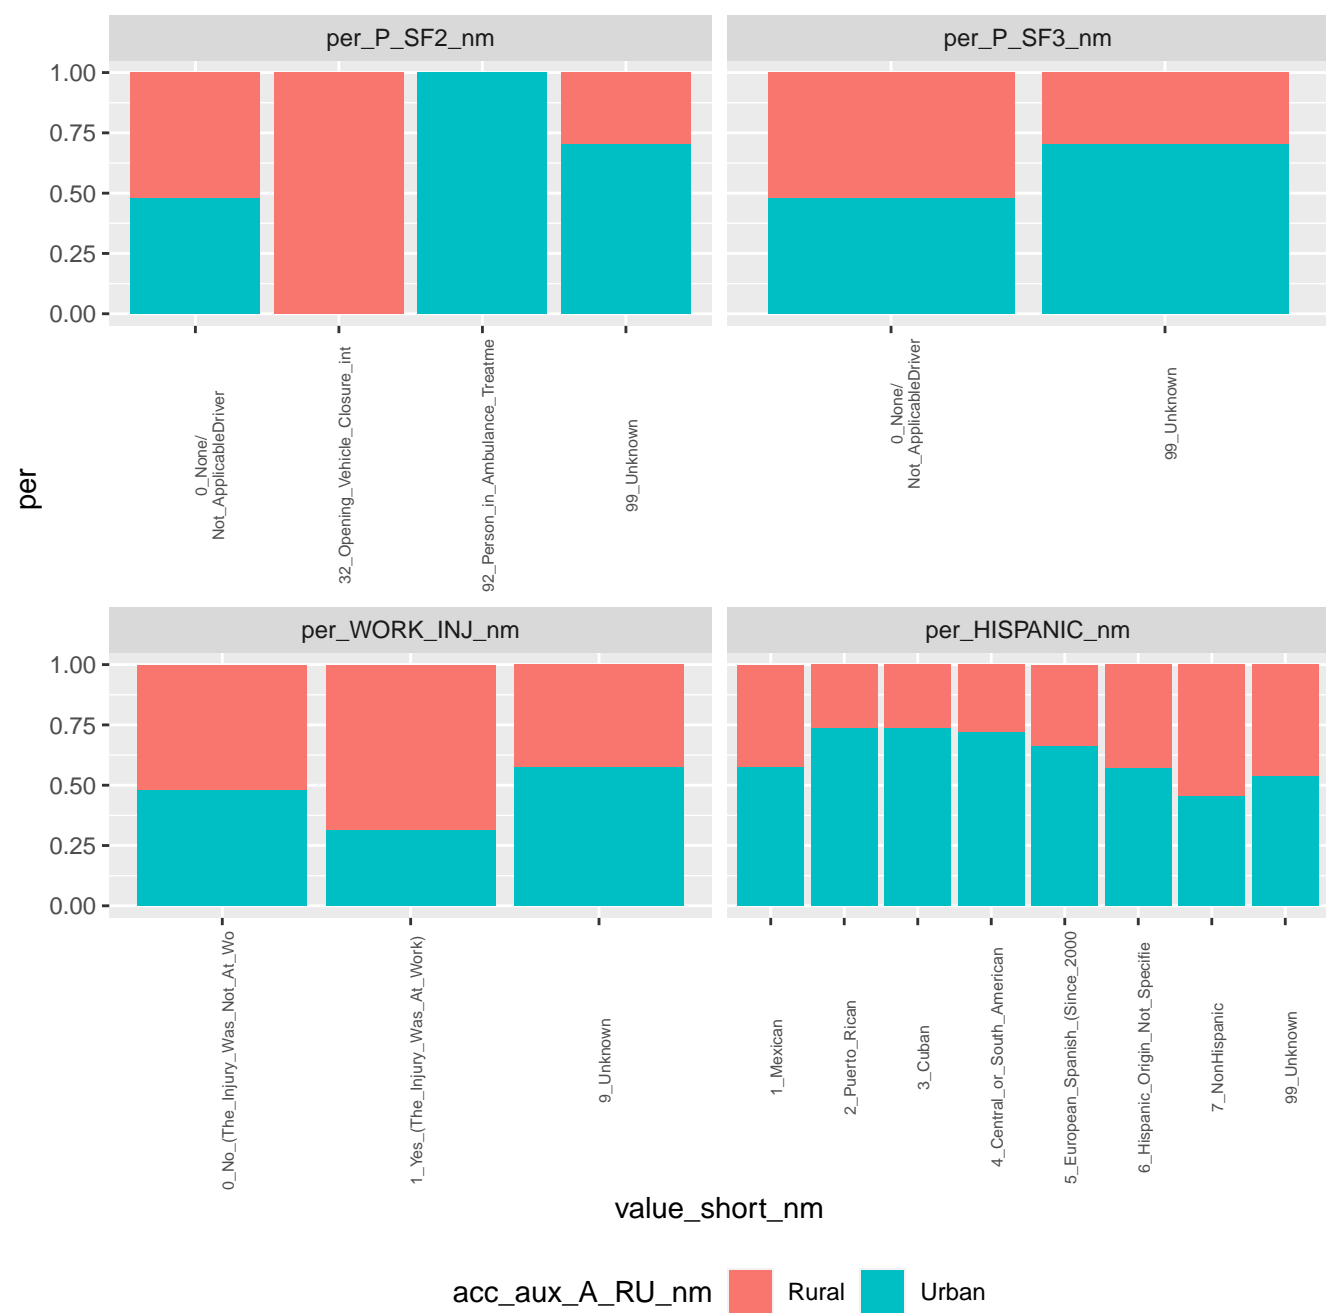 per_P_SF2_nm
per_P_SF3_nm
1.00
0.75
0.50
0.25
0.00
0_None/
Not_ApplicableDriver
32_Opening_Vehicle_Closure_int
92_Person_in_Ambulance_Treatme
99_Unknown
0_None/
Not_ApplicableDriver
99_Unknown
per
per_WORK_INJ_nm
per_HISPANIC_nm
1.00
0.75
0.50
0.25
0.00
0_No_(The_Injury_Was_Not_At_Wo
1_Yes_(The_Injury_Was_At_Work)
9_Unknown
1_Mexican
2_Puerto_Rican
3_Cuban
4_Central_or_South_American
5_European_Spanish_(Since_2000
6_Hispanic_Origin_Not_Specifie
7_NonHispanic
99_Unknown
value_short_nm
acc_aux_A_RU_nm Rural Urban